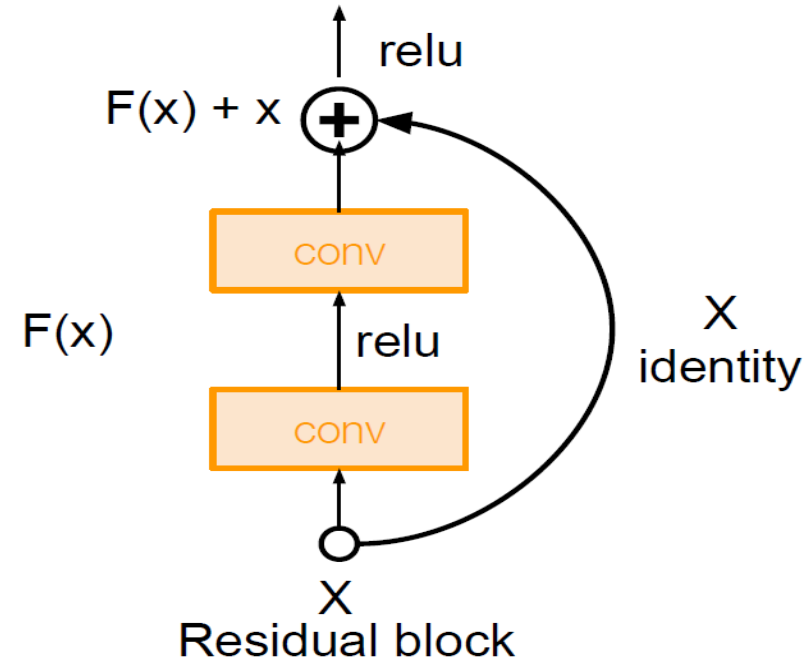 relu
F(x) + x
conv
F(x)
relu
X
identity
conv
X
Residual block